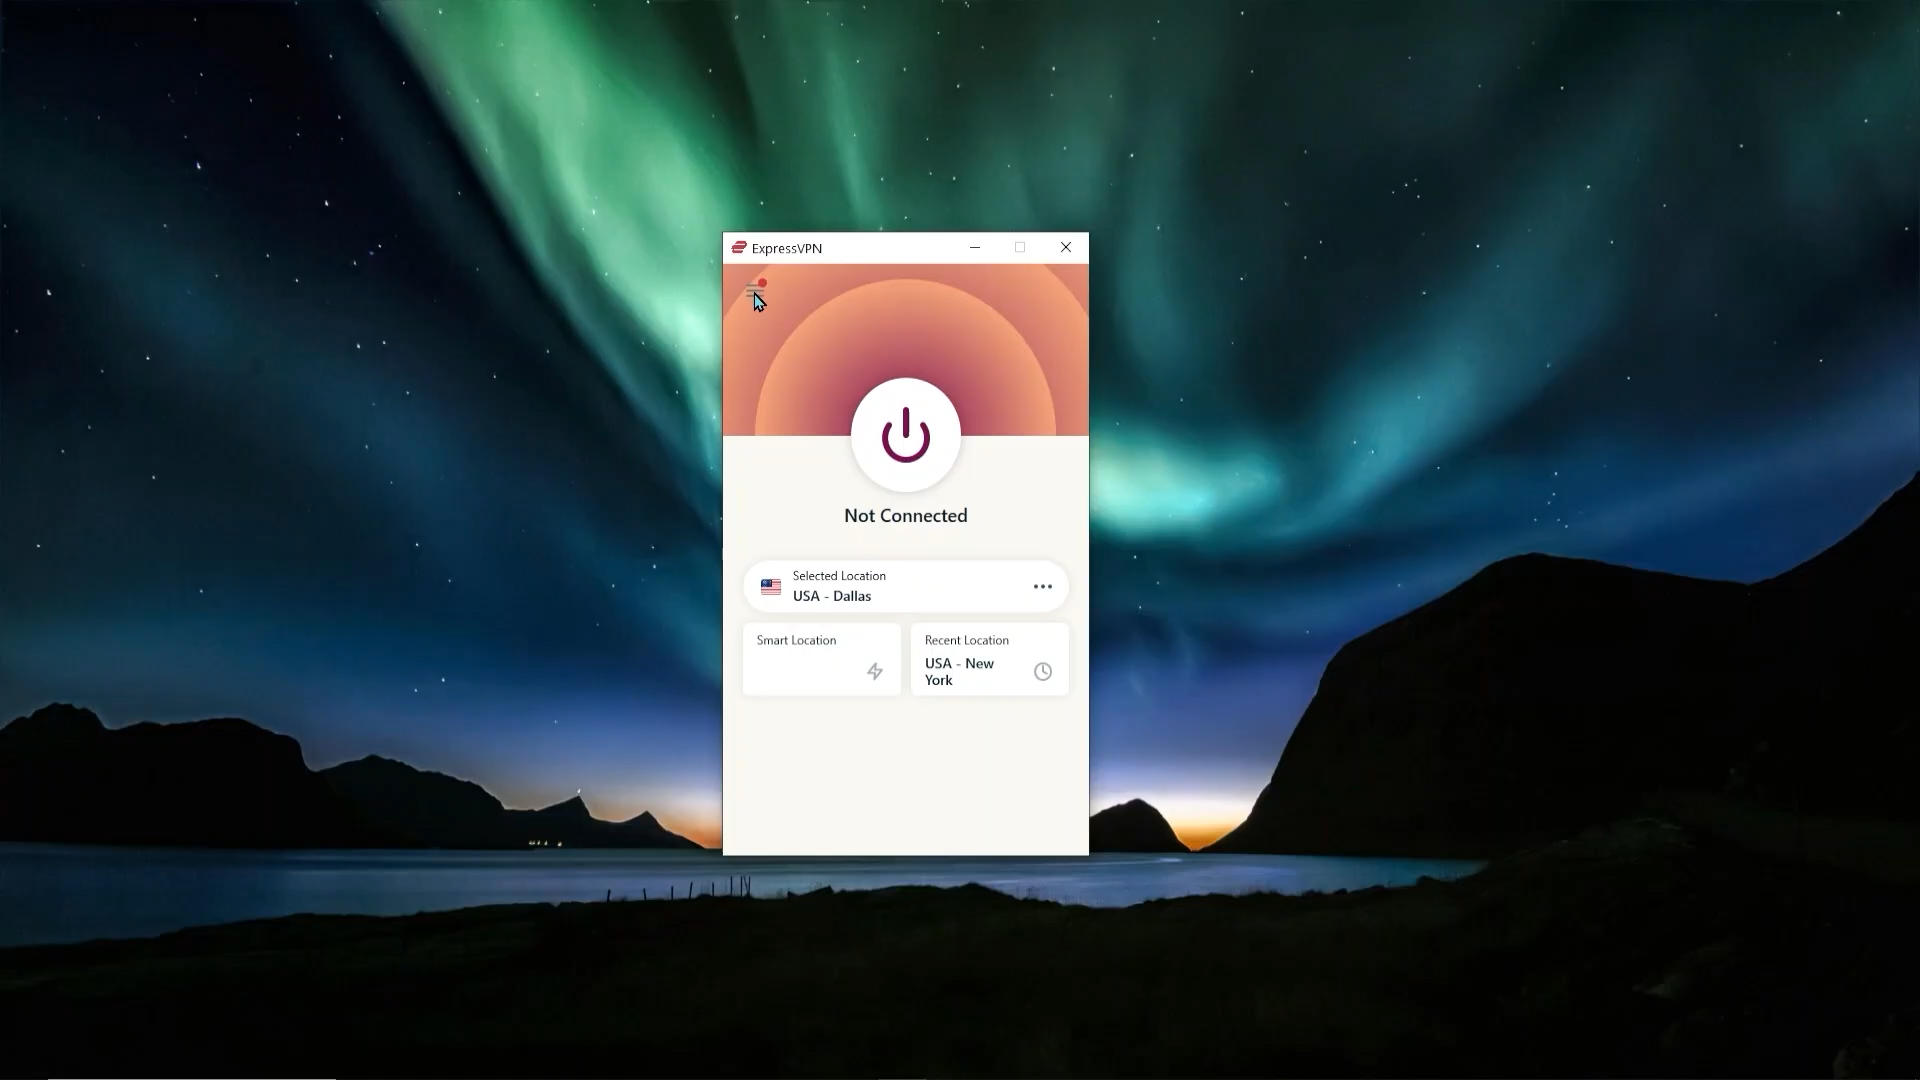 ExpressVPN
Not Connected
Selected Location
USA - Dallas
Smart Location
Recent Location
USA - New
York